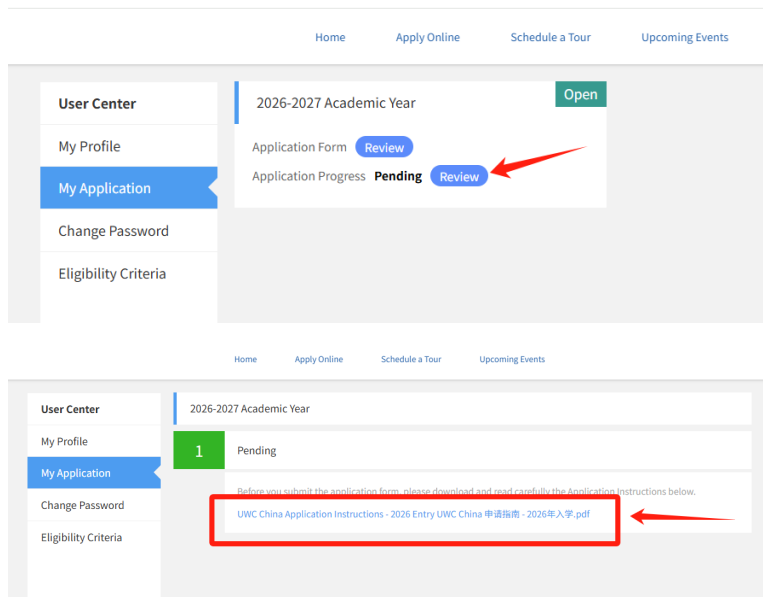 Home Apply Online Schedule a Tour Upcoming Events
User Center
My Profile
My Application
Change Password
Eligibility Criteria
2026-2027 Academic Year Open
Application Form Review
Application Progress Pending Review
Home Apply Online Schedule a Tour Upcoming Events
User Center
My Profile
My Application
Change Password
Eligibility Criteria
2026-2027 Academic Year
1 Pending
Before you submit the application form, please download and read carefully the Application Instructions below.
UWC China Application Instructions - 2026 Entry UWC China 申请指南 - 2026年入学.pdf